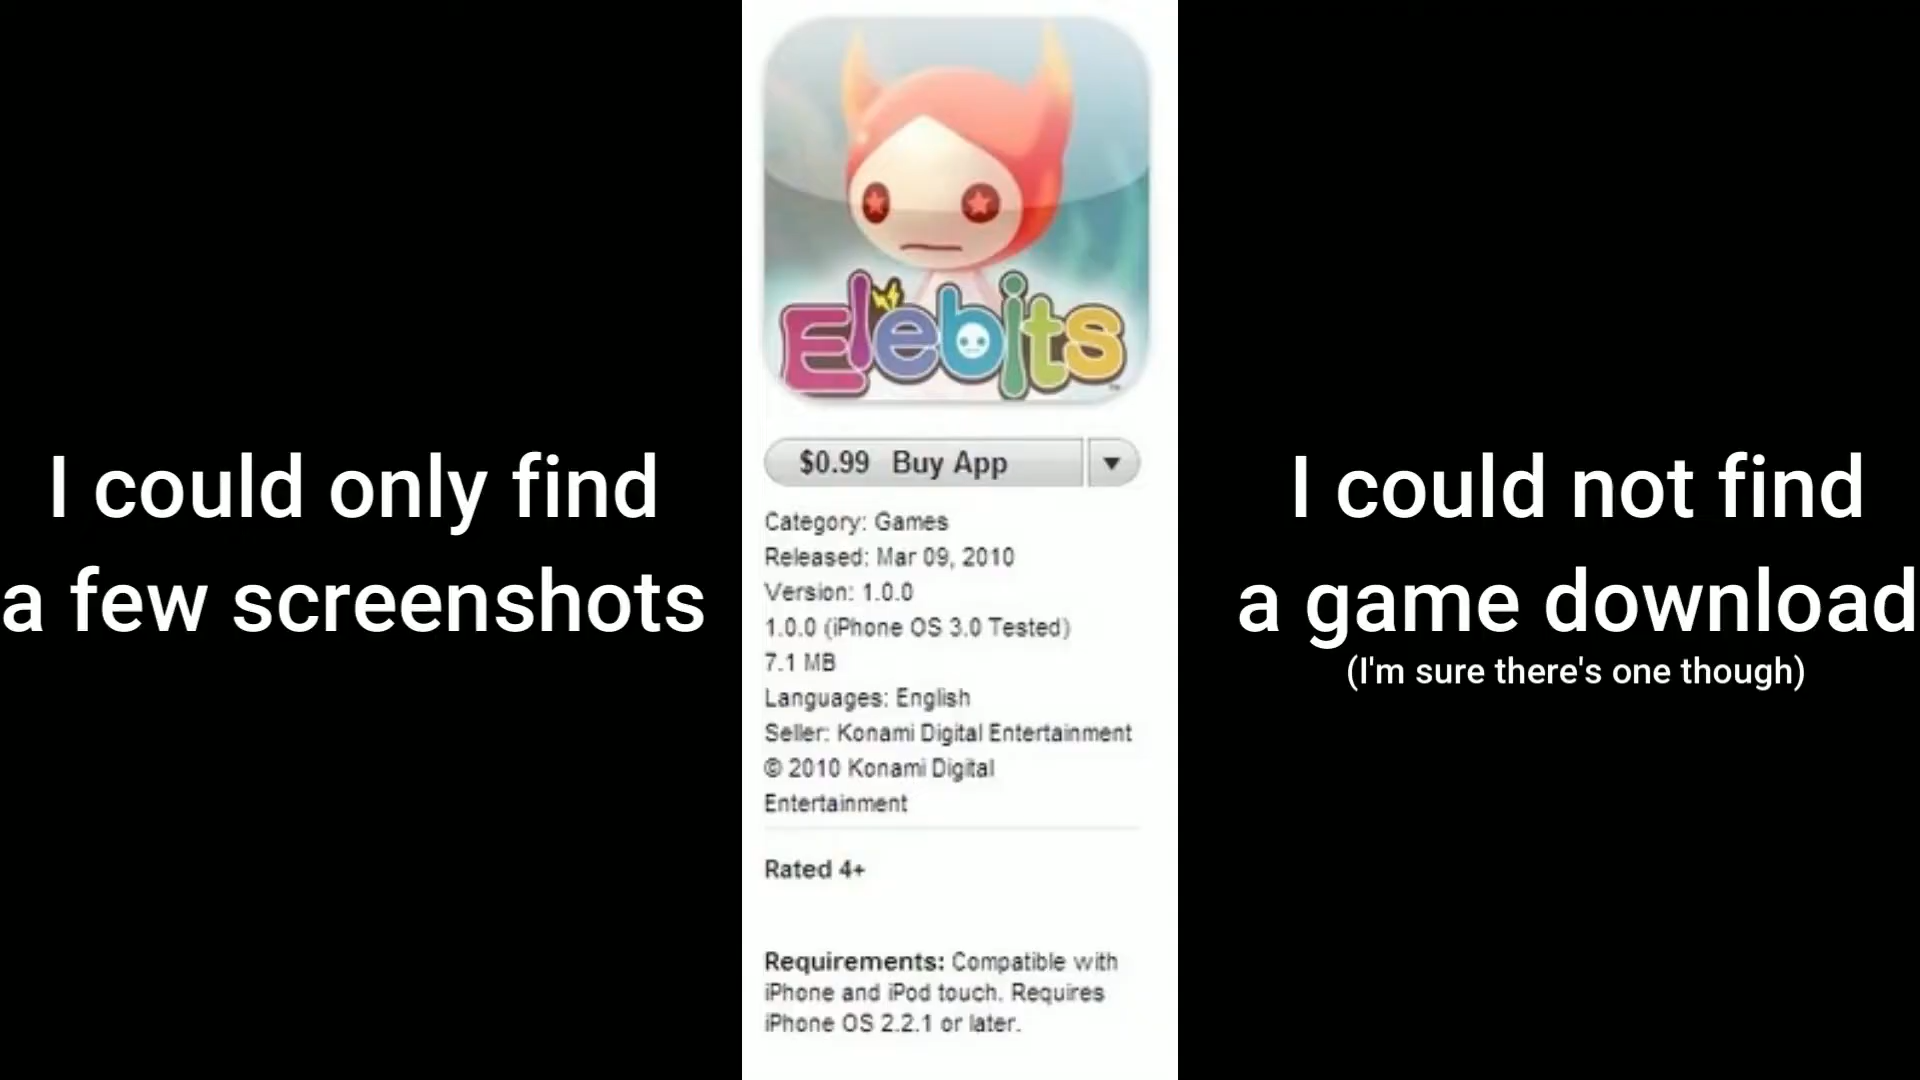 I could only find
a few screenshots
Elebits
$0.99 Buy App
Category: Games
Released: Mar 09, 2010
Version: 1.0.0
1.0.0 (iPhone OS 3.0 Tested)
7.1 MB
Languages: English
Seller: Konami Digital Entertainment
© 2010 Konami Digital
Entertainment
Rated 4+
Requirements: Compatible with
iPhone and iPod touch. Requires
iPhone OS 2.2.1 or later.
I could not find
a game download
(I'm sure there's one though)